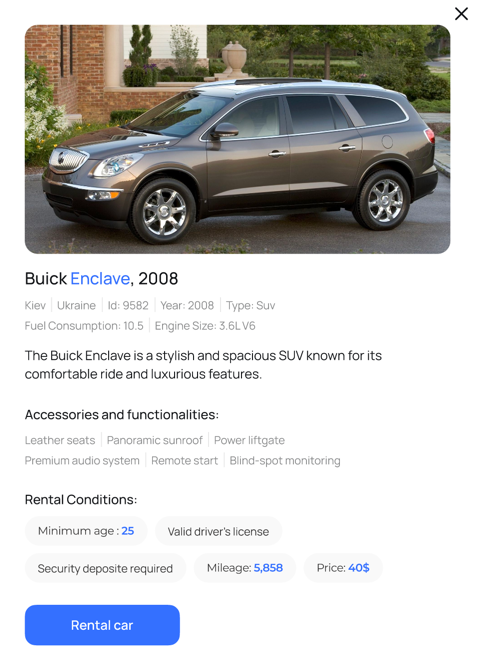 Buick Enclave, 2008
Kiev Ukraine Id: 9582 Year: 2008 Type: Suv
Fuel Consumption: 10.5 Engine Size: 3.6L V6
The Buick Enclave is a stylish and spacious SUV known for its
comfortable ride and luxurious features.
Accessories and functionalities:
Leather seats Panoramic sunroof Power liftgate
Premium audio system Remote start Blind-spot monitoring
Rental Conditions:
Minimum age : 25 Valid driver's license
Security deposite required Mileage: 5,858 Price: 40$
Rental car